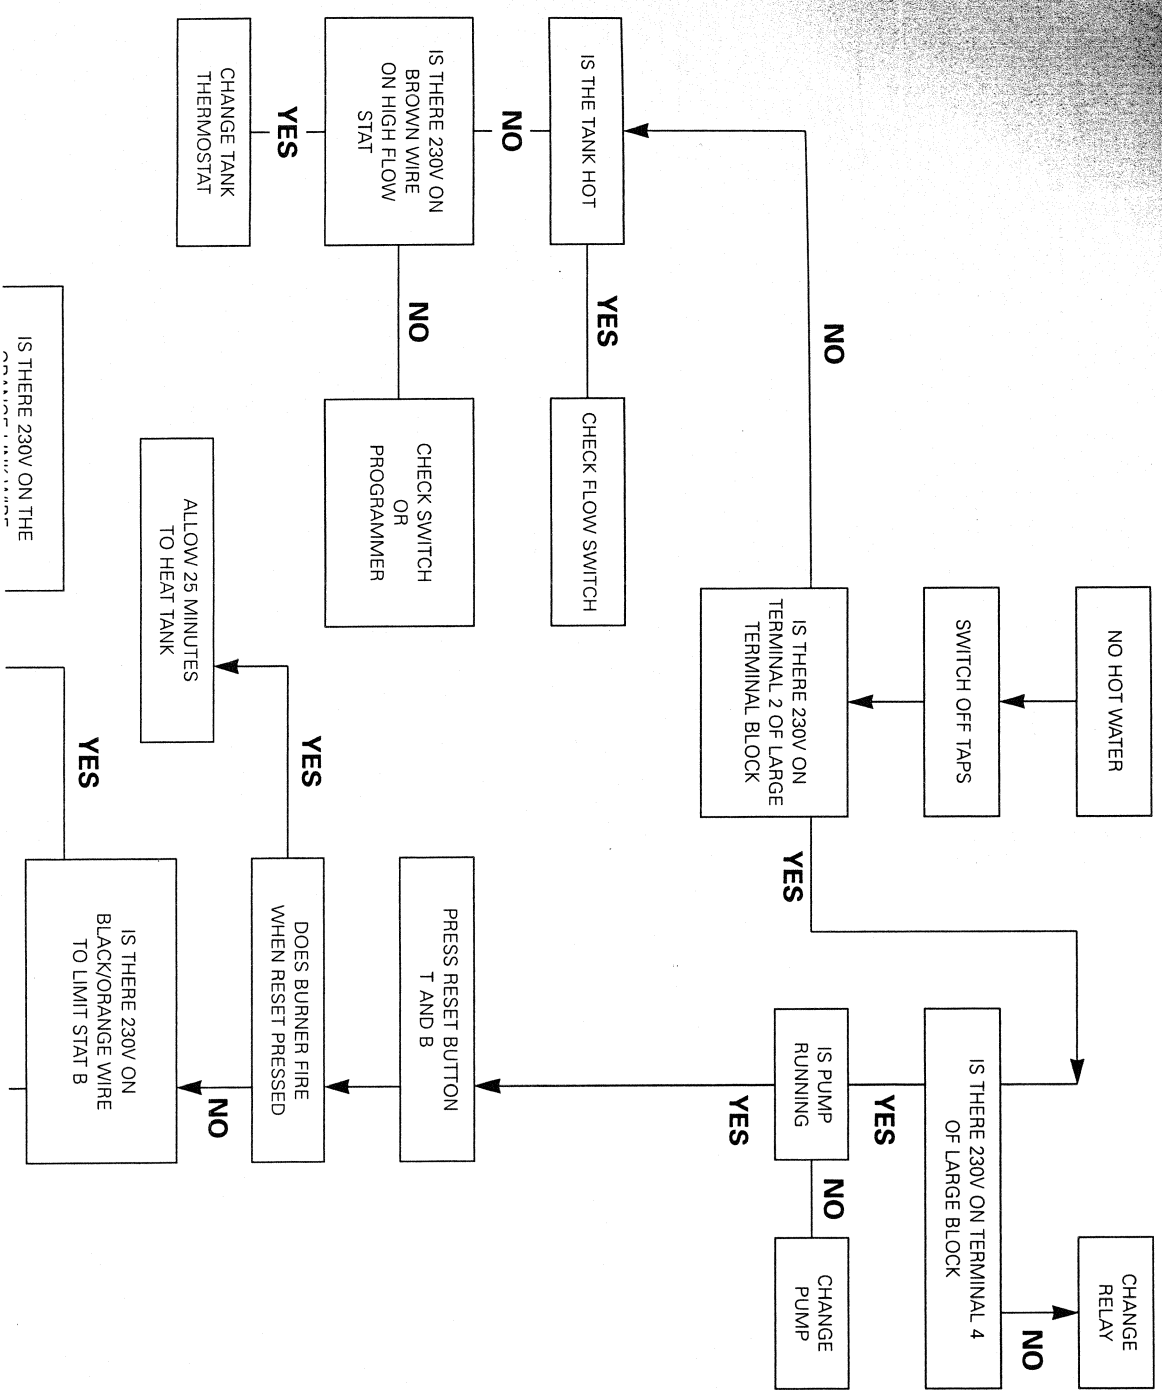 NO HOT WATER
SWITCH OFF TAPS
IS THERE 230V ON
TERMINAL 2 OF LARGE
TERMINAL BLOCK
NO
YES
CHANGE
RELAY
NO
IS THERE 230V ON TERMINAL 4
OF LARGE BLOCK
YES
IS PUMP
RUNNING
NO
CHANGE
PUMP
YES
IS THE TANK HOT
YES
CHECK FLOW SWITCH
NO
IS THERE 230V ON
BROWN WIRE
ON HIGH FLOW
STAT
NO
CHECK SWITCH
OR
PROGRAMMER
YES
CHANGE TANK
THERMOSTAT
PRESS RESET BUTTON
T AND B
DOES BURNER FIRE
WHEN RESET PRESSED
YES
ALLOW 25 MINUTES
TO HEAT TANK
NO
IS THERE 230V ON
BLACK/ORANGE WIRE
TO LIMIT STAT B
YES
IS THERE 230V ON THE
ORANGE LINK WIRE